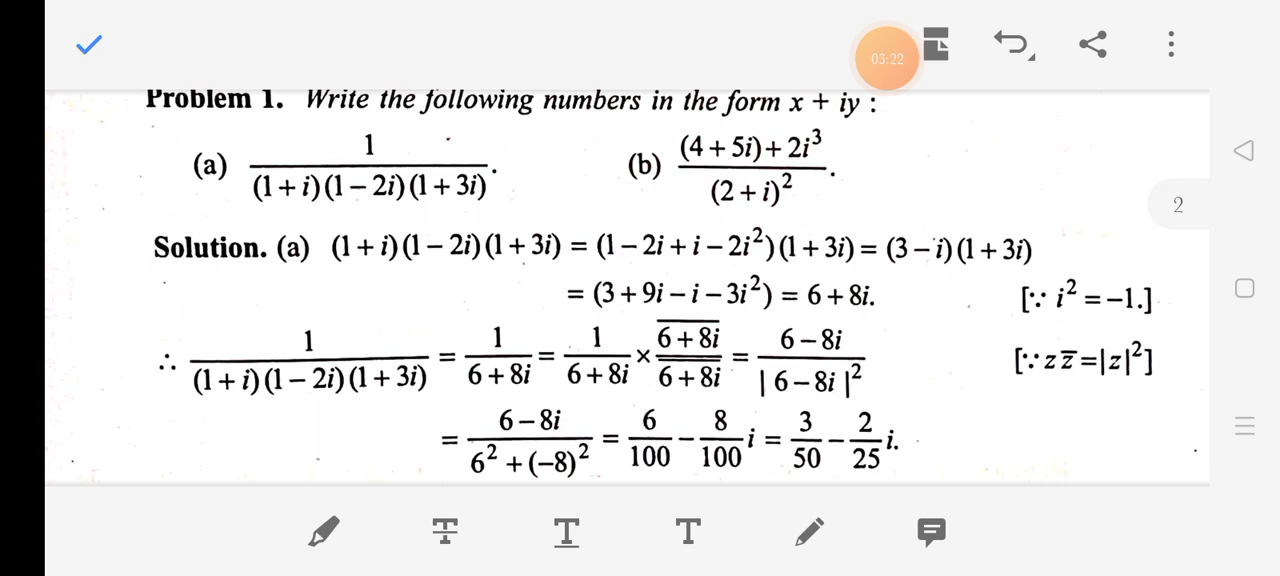 03:22
Problem 1. Write the following numbers in the form x + iy :
(a) 1/((1 + i)(1 − 2i)(1 + 3i)). (b) ((4 + 5i) + 2i³)/(2 + i)².
2
Solution. (a) (1 + i)(1 − 2i)(1 + 3i) = (1 − 2i + i − 2i²)(1 + 3i) = (3 − i)(1 + 3i)
= (3 + 9i − i − 3i²) = 6 + 8i. [∵ i² = −1.]
∴ 1/((1 + i)(1 − 2i)(1 + 3i)) = 1/(6 + 8i) = 1/(6 + 8i) × \overline{6 + 8i}/\overline{6 + 8i} = (6 − 8i)/| 6 − 8i |² [∵ z z̅ = |z|²]
= (6 − 8i)/(6² + (−8)²) = 6/100 − 8/100 i = 3/50 − 2/25 i.
T T T